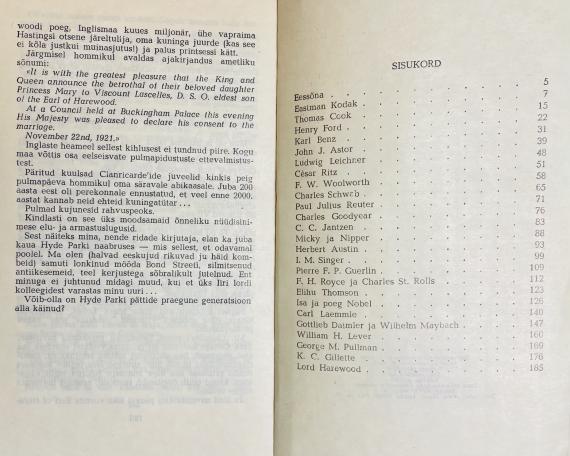 woodi poeg, Inglismaa kuues miljonär, ühe vapraima
Hastingsi otsene järeltulija, oma kuninga juurde (kas see
ei kõla justkui muinasjutus!) ja palus printsessi kätt.
Järgmisel hommikul avaldas ajakirjandus ametliku
sõnumi:
«It is with the greatest pleasure that the King and
Queen announce the betrothal of their beloved daughter
Princess Mary to Viscount Lascelles, D. S. O. eldest son
of the Earl of Harewood.
At a Council held at Buckingham Palace this evening
His Majesty was pleased to declare his consent to the
marriage.
November 22nd, 1921.»
Inglaste heameel sellest kihlusest ei tundnud piire. Kogu
maa võttis osa eelseisvate pulmapidustuste ettevalmistus-
test.
Päritud kuulsad Clanricarde'ide juveelid kinkis peig
pulmapäeva hommikul oma säravale abikaasale. Juba 200
aasta eest oli perekonnale ennustatud, et veel enne 2000.
aastat kannab neid ehteid kuningatütar ...
Pulmad kujunesid rahvuspeoks.
Kindlasti on see üks moodsamaid õnneliku nüüdisini-
mese elu- ja armastuslugusid.
Sest näiteks mina, nende ridade kirjutaja, elan ka juba
kaua Hyde Parki naabruses — mis sellest, et odavamal
poolel. Ma olen (halvad eeskujud rikuvad ju häid kom-
beid) samuti lonkinud mööda Bond Streeti, silmitsenud
antiikesemeid, teel kerjustega sõbralikult jutelnud. Ent
minuga ei juhtunud midagi muud, kui et üks Iiri lordi
kolleegidest varastas minu uuri ...
Võib-olla on Hyde Parki pättide praegune generatsioon
alla käinud?
SISUKORD
Eessõna . 5
Eastman Kodak . 7
Thomas Cook . 15
Henry Ford . 22
Karl Benz . 31
John J. Astor . 39
Ludwig Leichner . 48
César Ritz . 51
F. W. Woolworth . 58
Charles Schwab . 65
Paul Julius Reuter . 71
Charles Goodyear . 76
C. C. Jantzen . 83
Micky ja Nipper . 88
Herbert Austin . 93
I. M. Singer . 99
Pierre F. P. Guerlin . 109
F. H. Royce ja Charles St. Rolls . 112
Elihu Thomson . 123
Isa ja poeg Nobel . 126
Carl Laemmle . 140
Gottlieb Daimler ja Wilhelm Maybach . 147
William H. Lever . 160
George M. Pullman . 169
K. C. Gillette . 176
Lord Harewood . 185